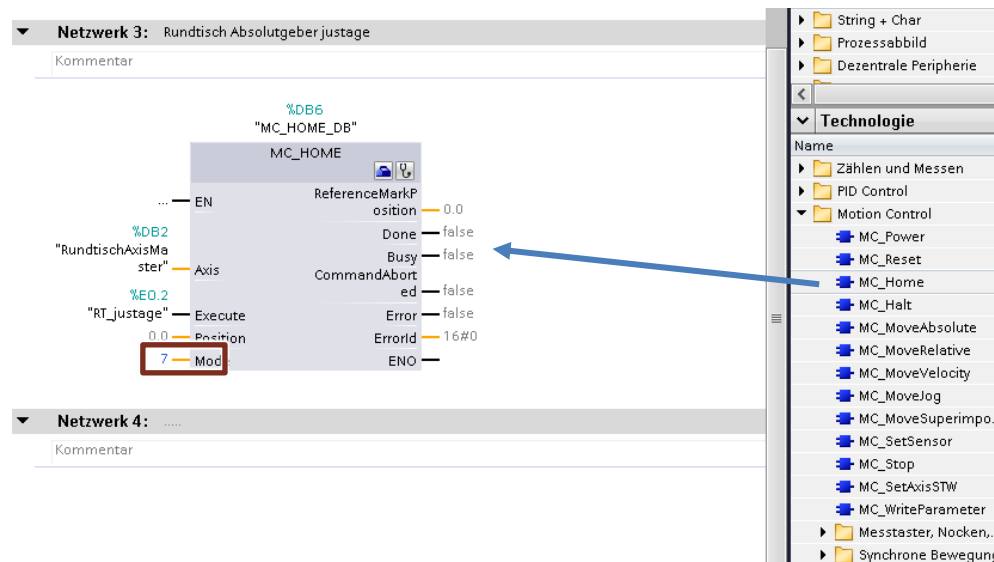 Netzwerk 3: Rundtisch Absolutgeber justage
Kommentar
%DB6
"MC_HOME_DB"
MC_HOME
... EN
ReferenceMarkP
osition 0.0
%DB2
"RundtischAxisMa
ster" Axis
Done false
Busy false
CommandAbort
ed false
%E0.2
"RT_justage" Execute
Error false
0.0 Position
ErrorId 16#0
7 Mod
ENO
Netzwerk 4: .....
Kommentar
String + Char
Prozessabbild
Dezentrale Peripherie
Technologie
Name
Zählen und Messen
PID Control
Motion Control
MC_Power
MC_Reset
MC_Home
MC_Halt
MC_MoveAbsolute
MC_MoveRelative
MC_MoveVelocity
MC_MoveJog
MC_MoveSuperimpo.
MC_SetSensor
MC_Stop
MC_SetAxisSTW
MC_WriteParameter
Messtaster, Nocken,..
Synchrone Bewegung